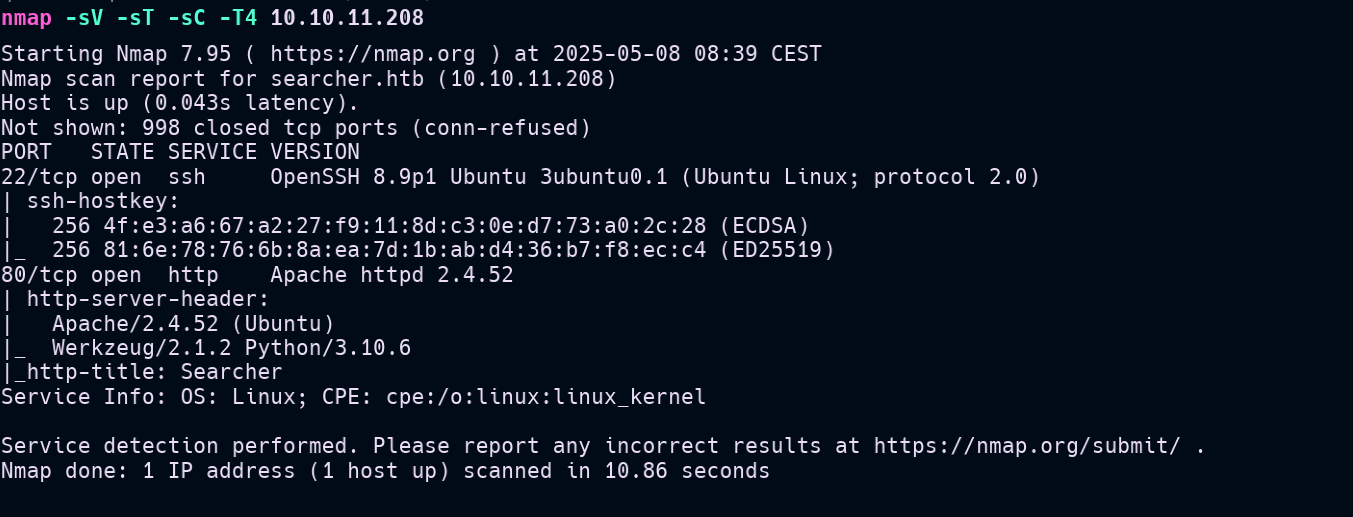 nmap -sV -sT -sC -T4 10.10.11.208
Starting Nmap 7.95 ( https://nmap.org ) at 2025-05-08 08:39 CEST
Nmap scan report for searcher.htb (10.10.11.208)
Host is up (0.043s latency).
Not shown: 998 closed tcp ports (conn-refused)
PORT   STATE SERVICE VERSION
22/tcp open  ssh     OpenSSH 8.9p1 Ubuntu 3ubuntu0.1 (Ubuntu Linux; protocol 2.0)
| ssh-hostkey:
|   256 4f:e3:a6:67:a2:27:f9:11:8d:c3:0e:d7:73:a0:2c:28 (ECDSA)
|_  256 81:6e:78:76:6b:8a:ea:7d:1b:ab:d4:36:b7:f8:ec:c4 (ED25519)
80/tcp open  http    Apache httpd 2.4.52
| http-server-header:
|   Apache/2.4.52 (Ubuntu)
|_  Werkzeug/2.1.2 Python/3.10.6
|_http-title: Searcher
Service Info: OS: Linux; CPE: cpe:/o:linux:linux_kernel
Service detection performed. Please report any incorrect results at https://nmap.org/submit/ .
Nmap done: 1 IP address (1 host up) scanned in 10.86 seconds